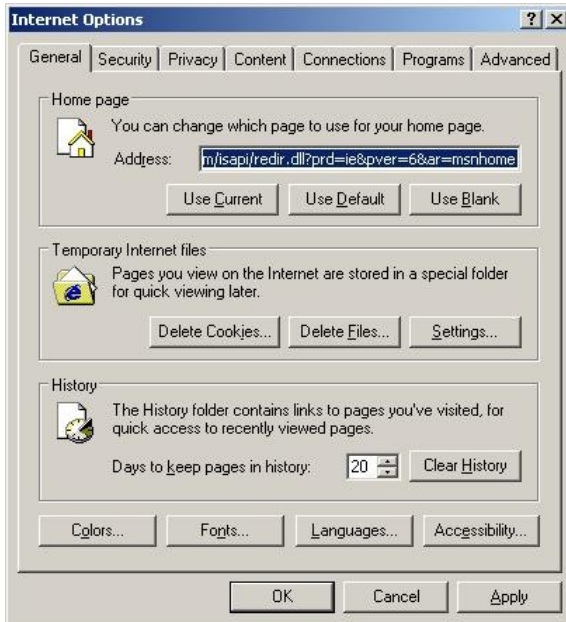 Internet Options
General Security Privacy Content Connections Programs Advanced
Home page
You can change which page to use for your home page.
Address: m/isapi/redir.dll?prd=ie&pver=6&ar=msnhome
Use Current Use Default Use Blank
Temporary Internet files
Pages you view on the Internet are stored in a special folder
for quick viewing later.
Delete Cookies... Delete Files... Settings...
History
The History folder contains links to pages you've visited, for
quick access to recently viewed pages.
Days to keep pages in history: 20 Clear History
Colors... Fonts... Languages... Accessibility...
OK Cancel Apply